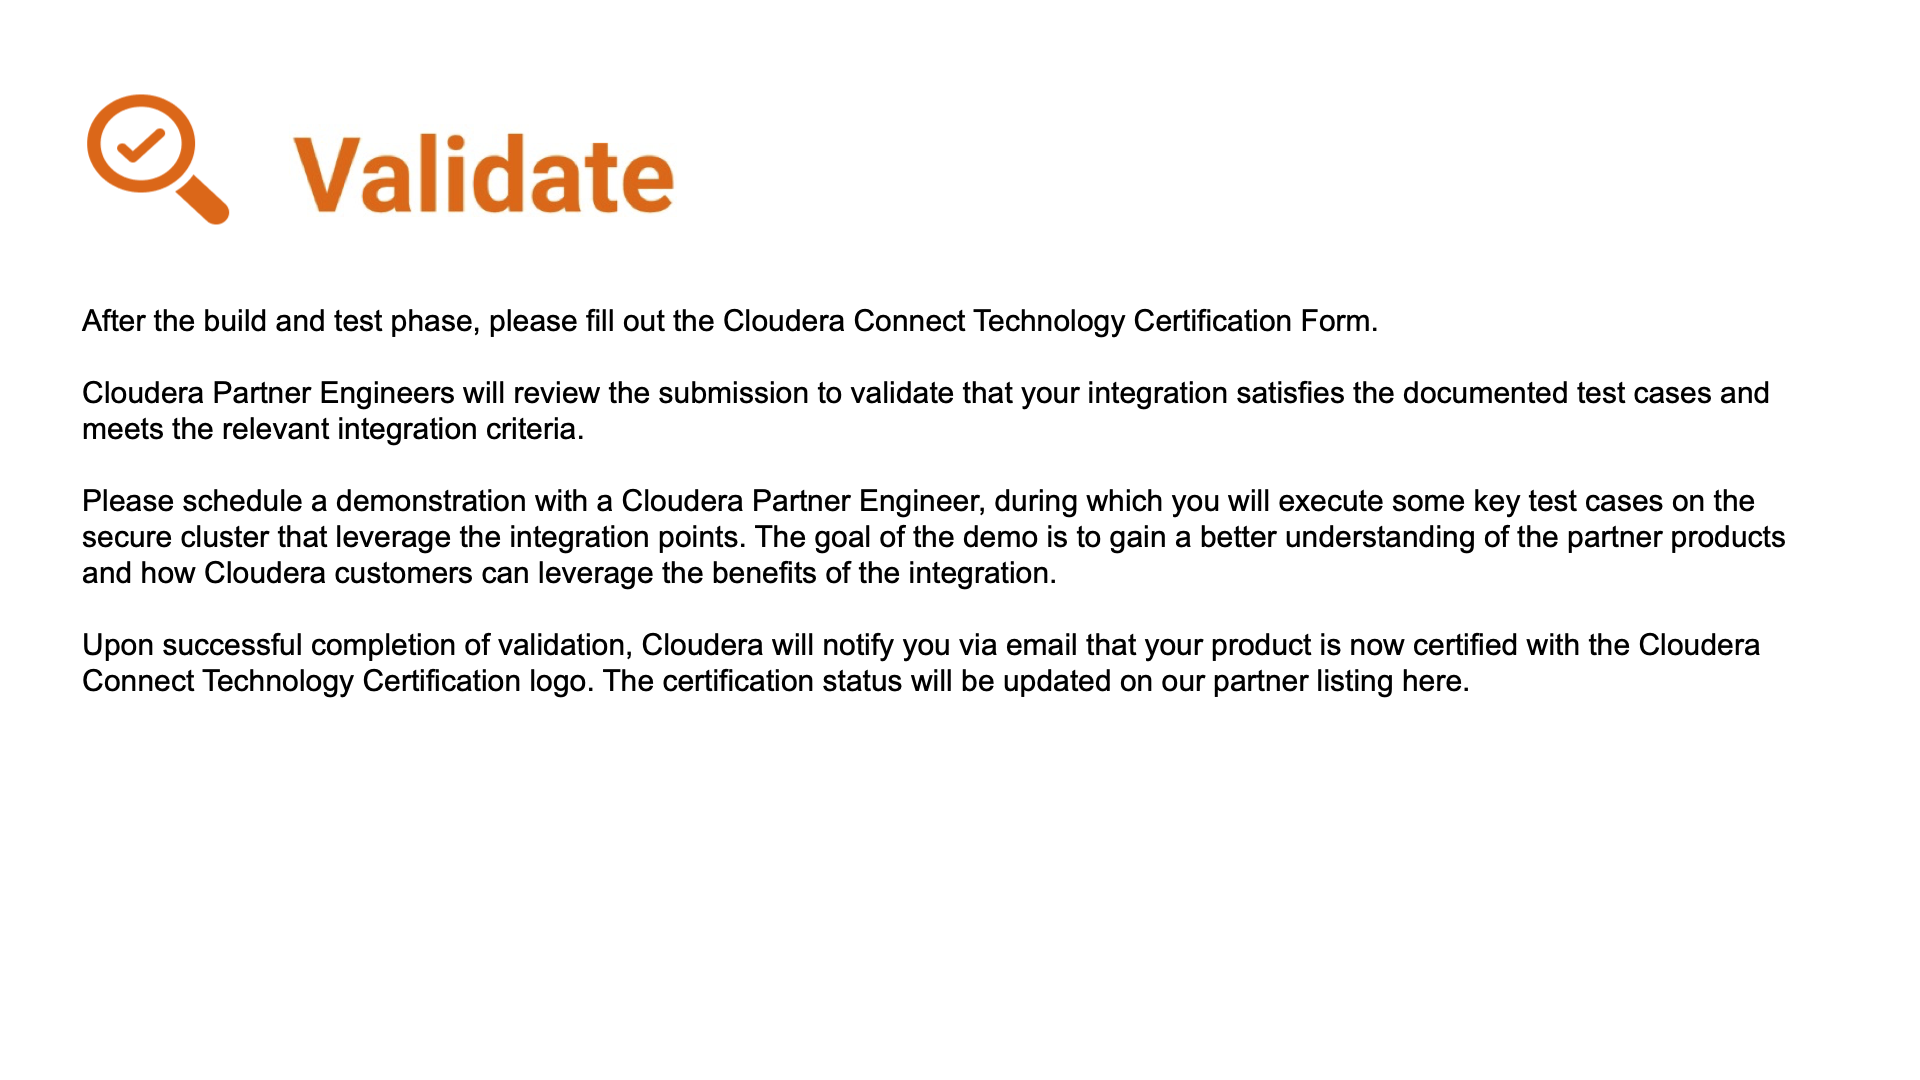 Validate
After the build and test phase, please fill out the Cloudera Connect Technology Certification Form.
Cloudera Partner Engineers will review the submission to validate that your integration satisfies the documented test cases and
meets the relevant integration criteria.
Please schedule a demonstration with a Cloudera Partner Engineer, during which you will execute some key test cases on the
secure cluster that leverage the integration points. The goal of the demo is to gain a better understanding of the partner products
and how Cloudera customers can leverage the benefits of the integration.
Upon successful completion of validation, Cloudera will notify you via email that your product is now certified with the Cloudera
Connect Technology Certification logo. The certification status will be updated on our partner listing here.